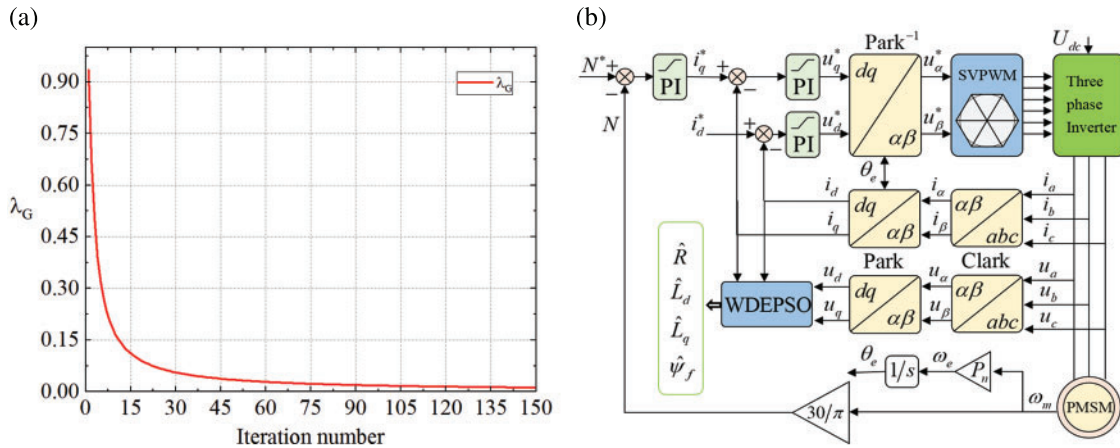 (a)
0.90
0.75
0.60
0.45
0.30
0.15
0.00
λ_G
λ_G
0 15 30 45 60 75 90 105 120 135 150
Iteration number
(b)
Park⁻¹
U_dc
N* + −
PI
i_q*
+ −
PI
u_q*
dq
αβ
u_α*
SVPWM
Three
phase
Inverter
N
i_d*
+ −
PI
u_d*
u_β*
θ_e
i_d
i_q
dq
αβ
i_α
i_β
αβ
abc
i_a
i_b
i_c
Park
Clark
R̂
L̂_d
L̂_q
ψ̂_f
WDEPSO
u_d
u_q
dq
αβ
u_α
u_β
αβ
abc
u_a
u_b
u_c
θ_e
1/s
ω_e
P_n
30/π
ω_m
PMSM